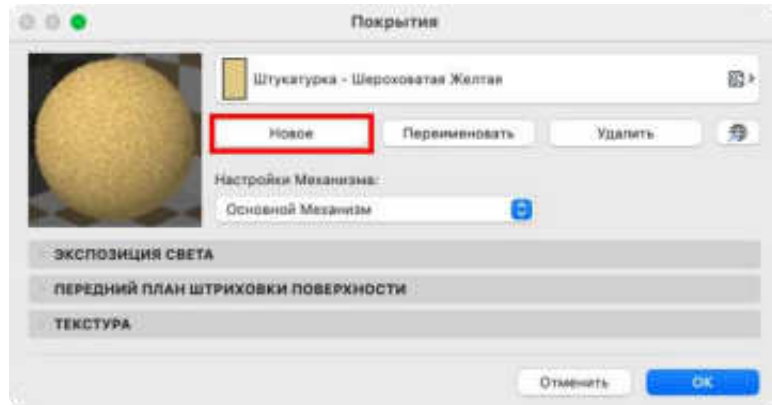 Покрытия
Штукатурка - Шероховатая Желтая
Новое
Переименовать
Удалить
Настройки Механизма:
Основной Механизм
ЭКСПОЗИЦИЯ СВЕТА
ПЕРЕДНИЙ ПЛАН ШТРИХОВКИ ПОВЕРХНОСТИ
ТЕКСТУРА
Отменить
OK